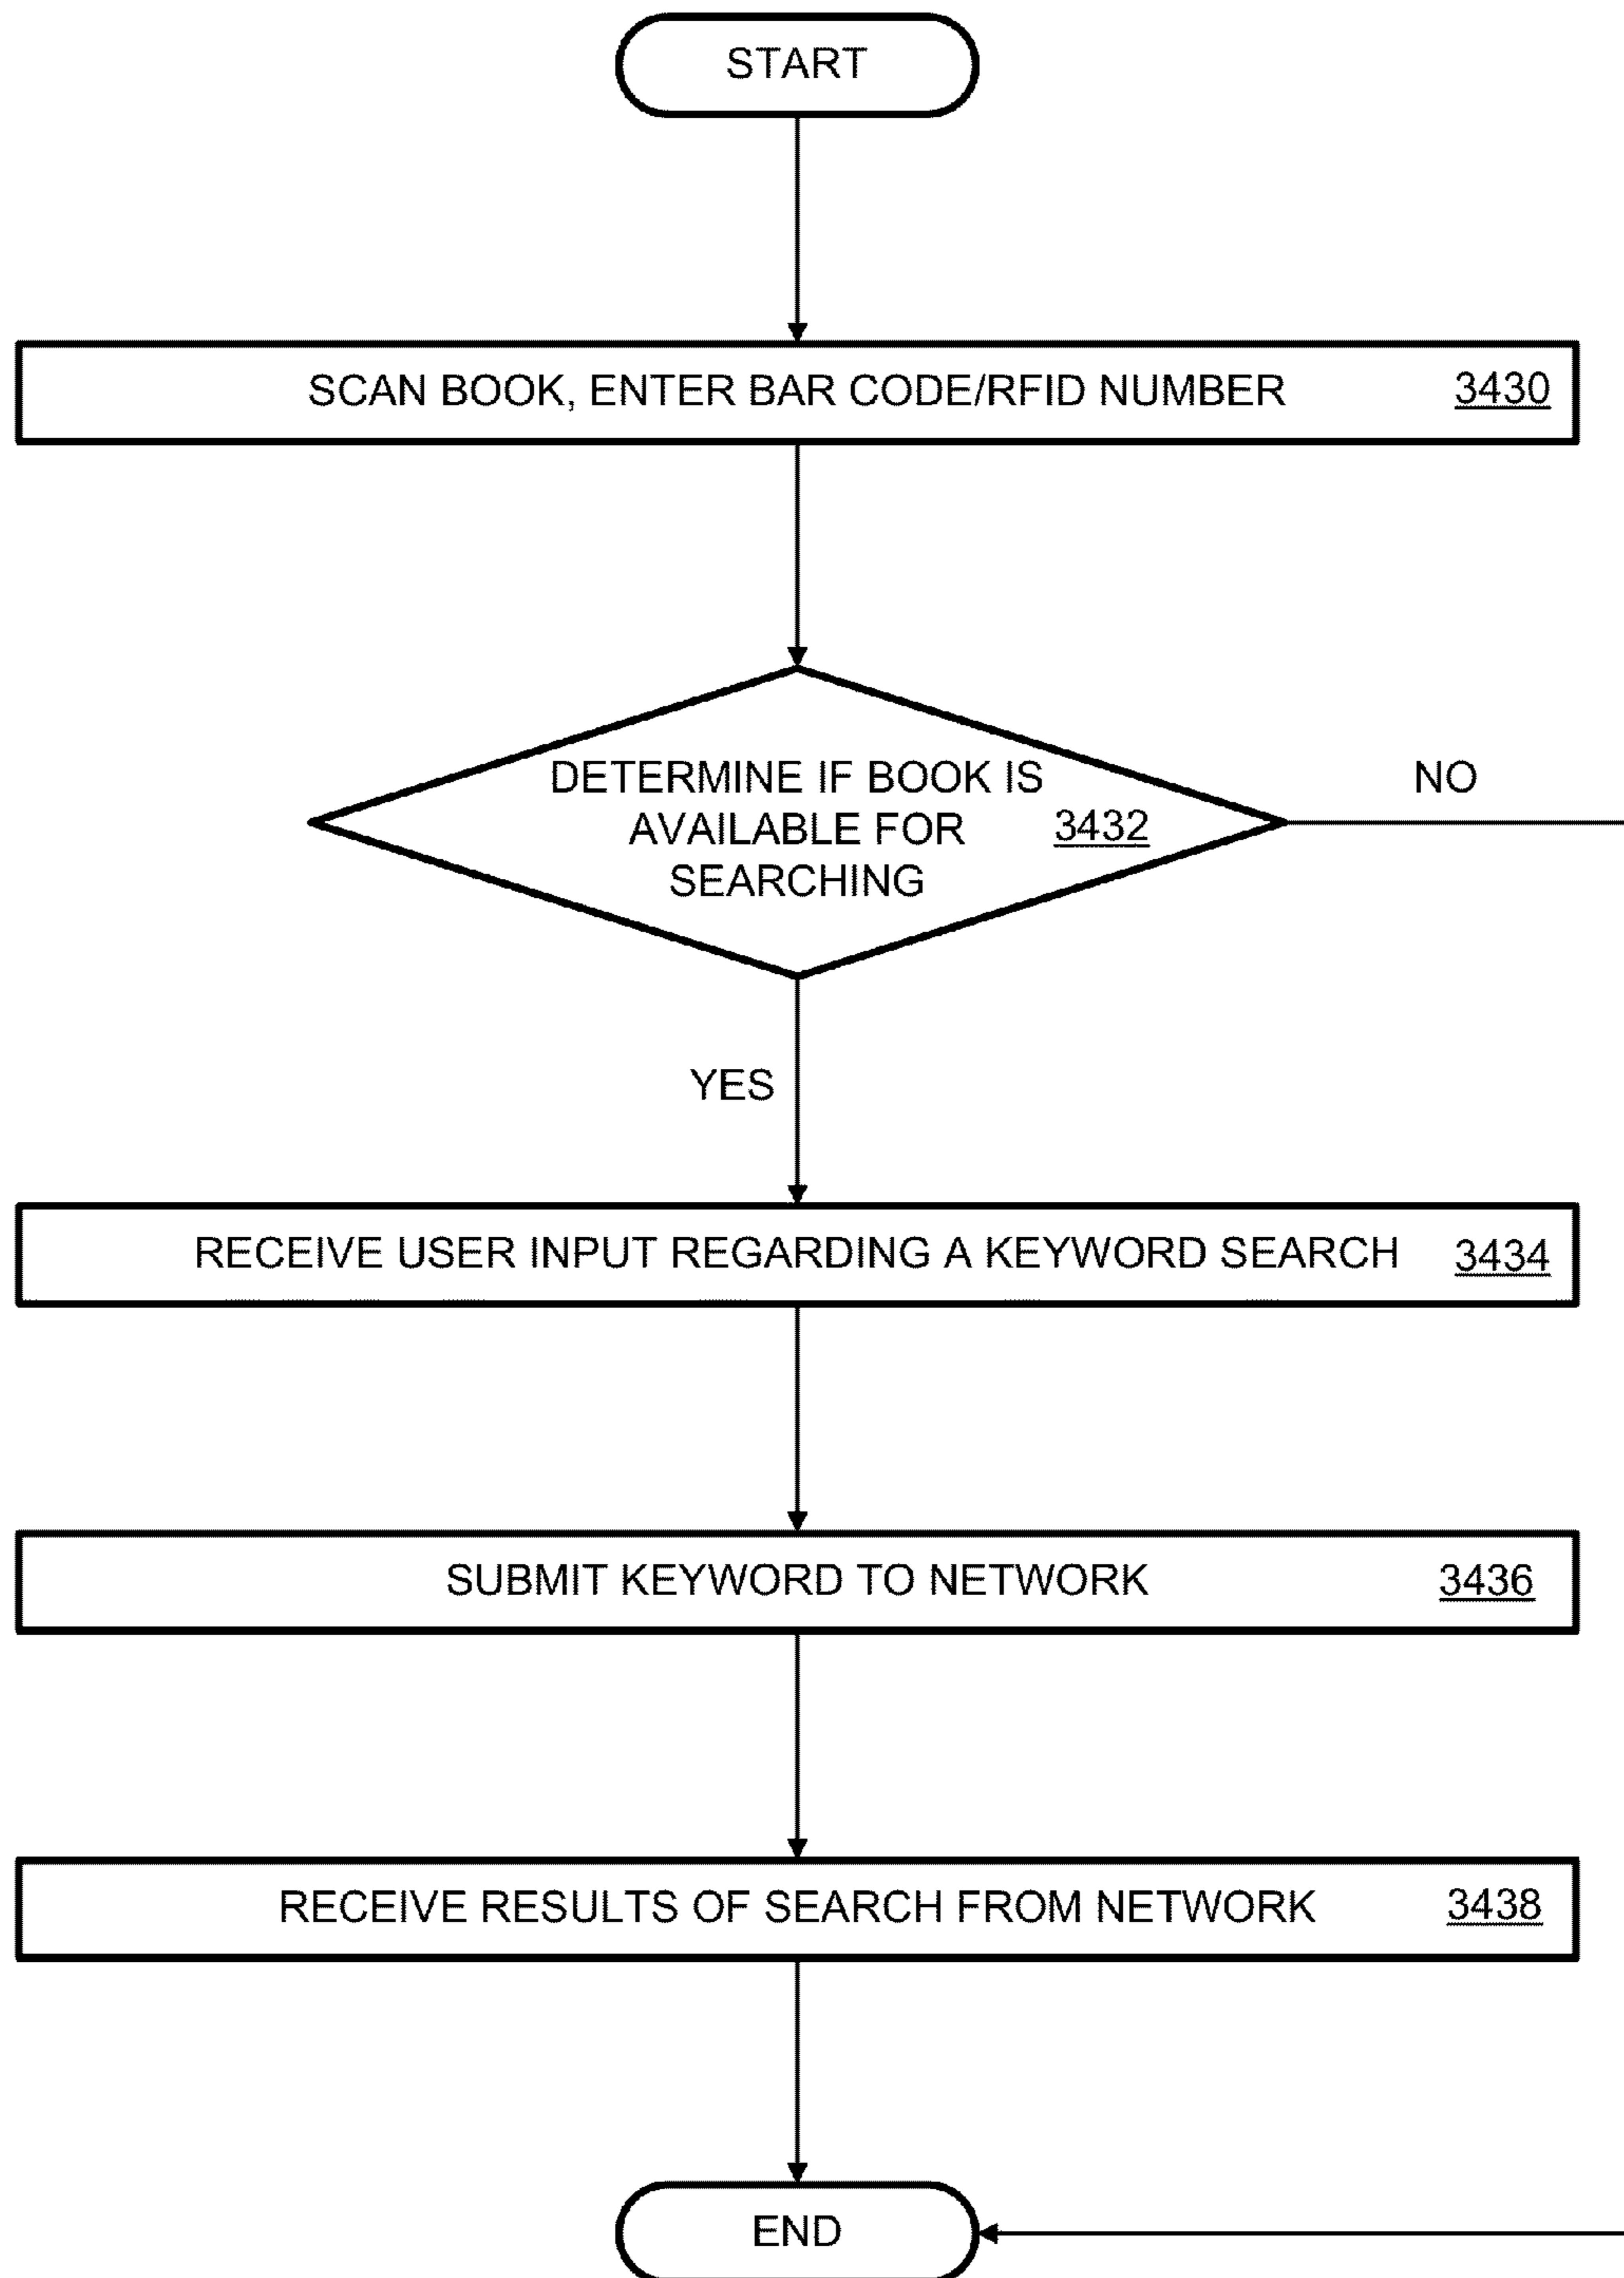 START
SCAN BOOK, ENTER BAR CODE/RFID NUMBER 3430
DETERMINE IF BOOK IS
AVAILABLE FOR 3432
SEARCHING
NO
YES
RECEIVE USER INPUT REGARDING A KEYWORD SEARCH 3434
SUBMIT KEYWORD TO NETWORK 3436
RECEIVE RESULTS OF SEARCH FROM NETWORK 3438
END